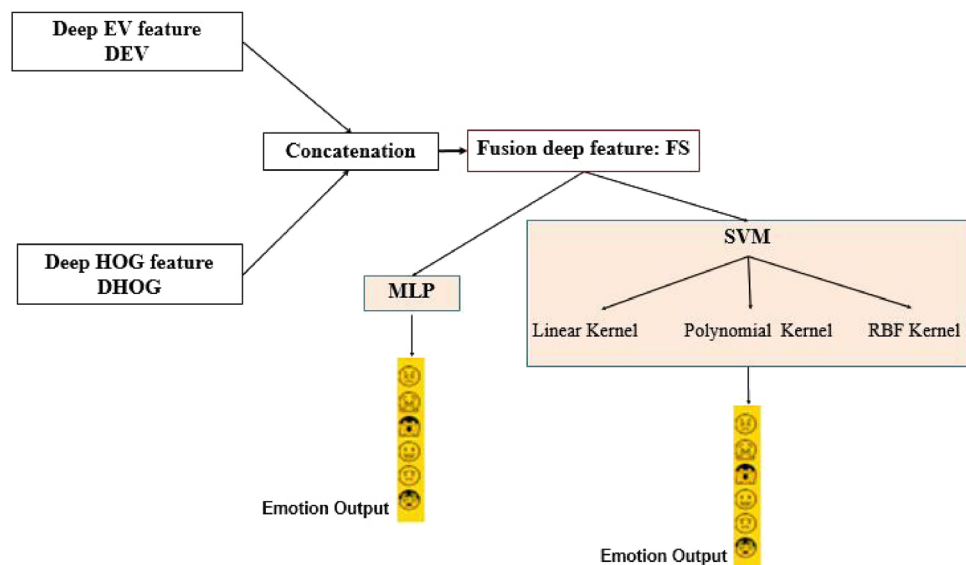 Deep EV feature
DEV
Concatenation
Fusion deep feature: FS
Deep HOG feature
DHOG
SVM
MLP
Linear Kernel
Polynomial Kernel
RBF Kernel
Emotion Output
Emotion Output